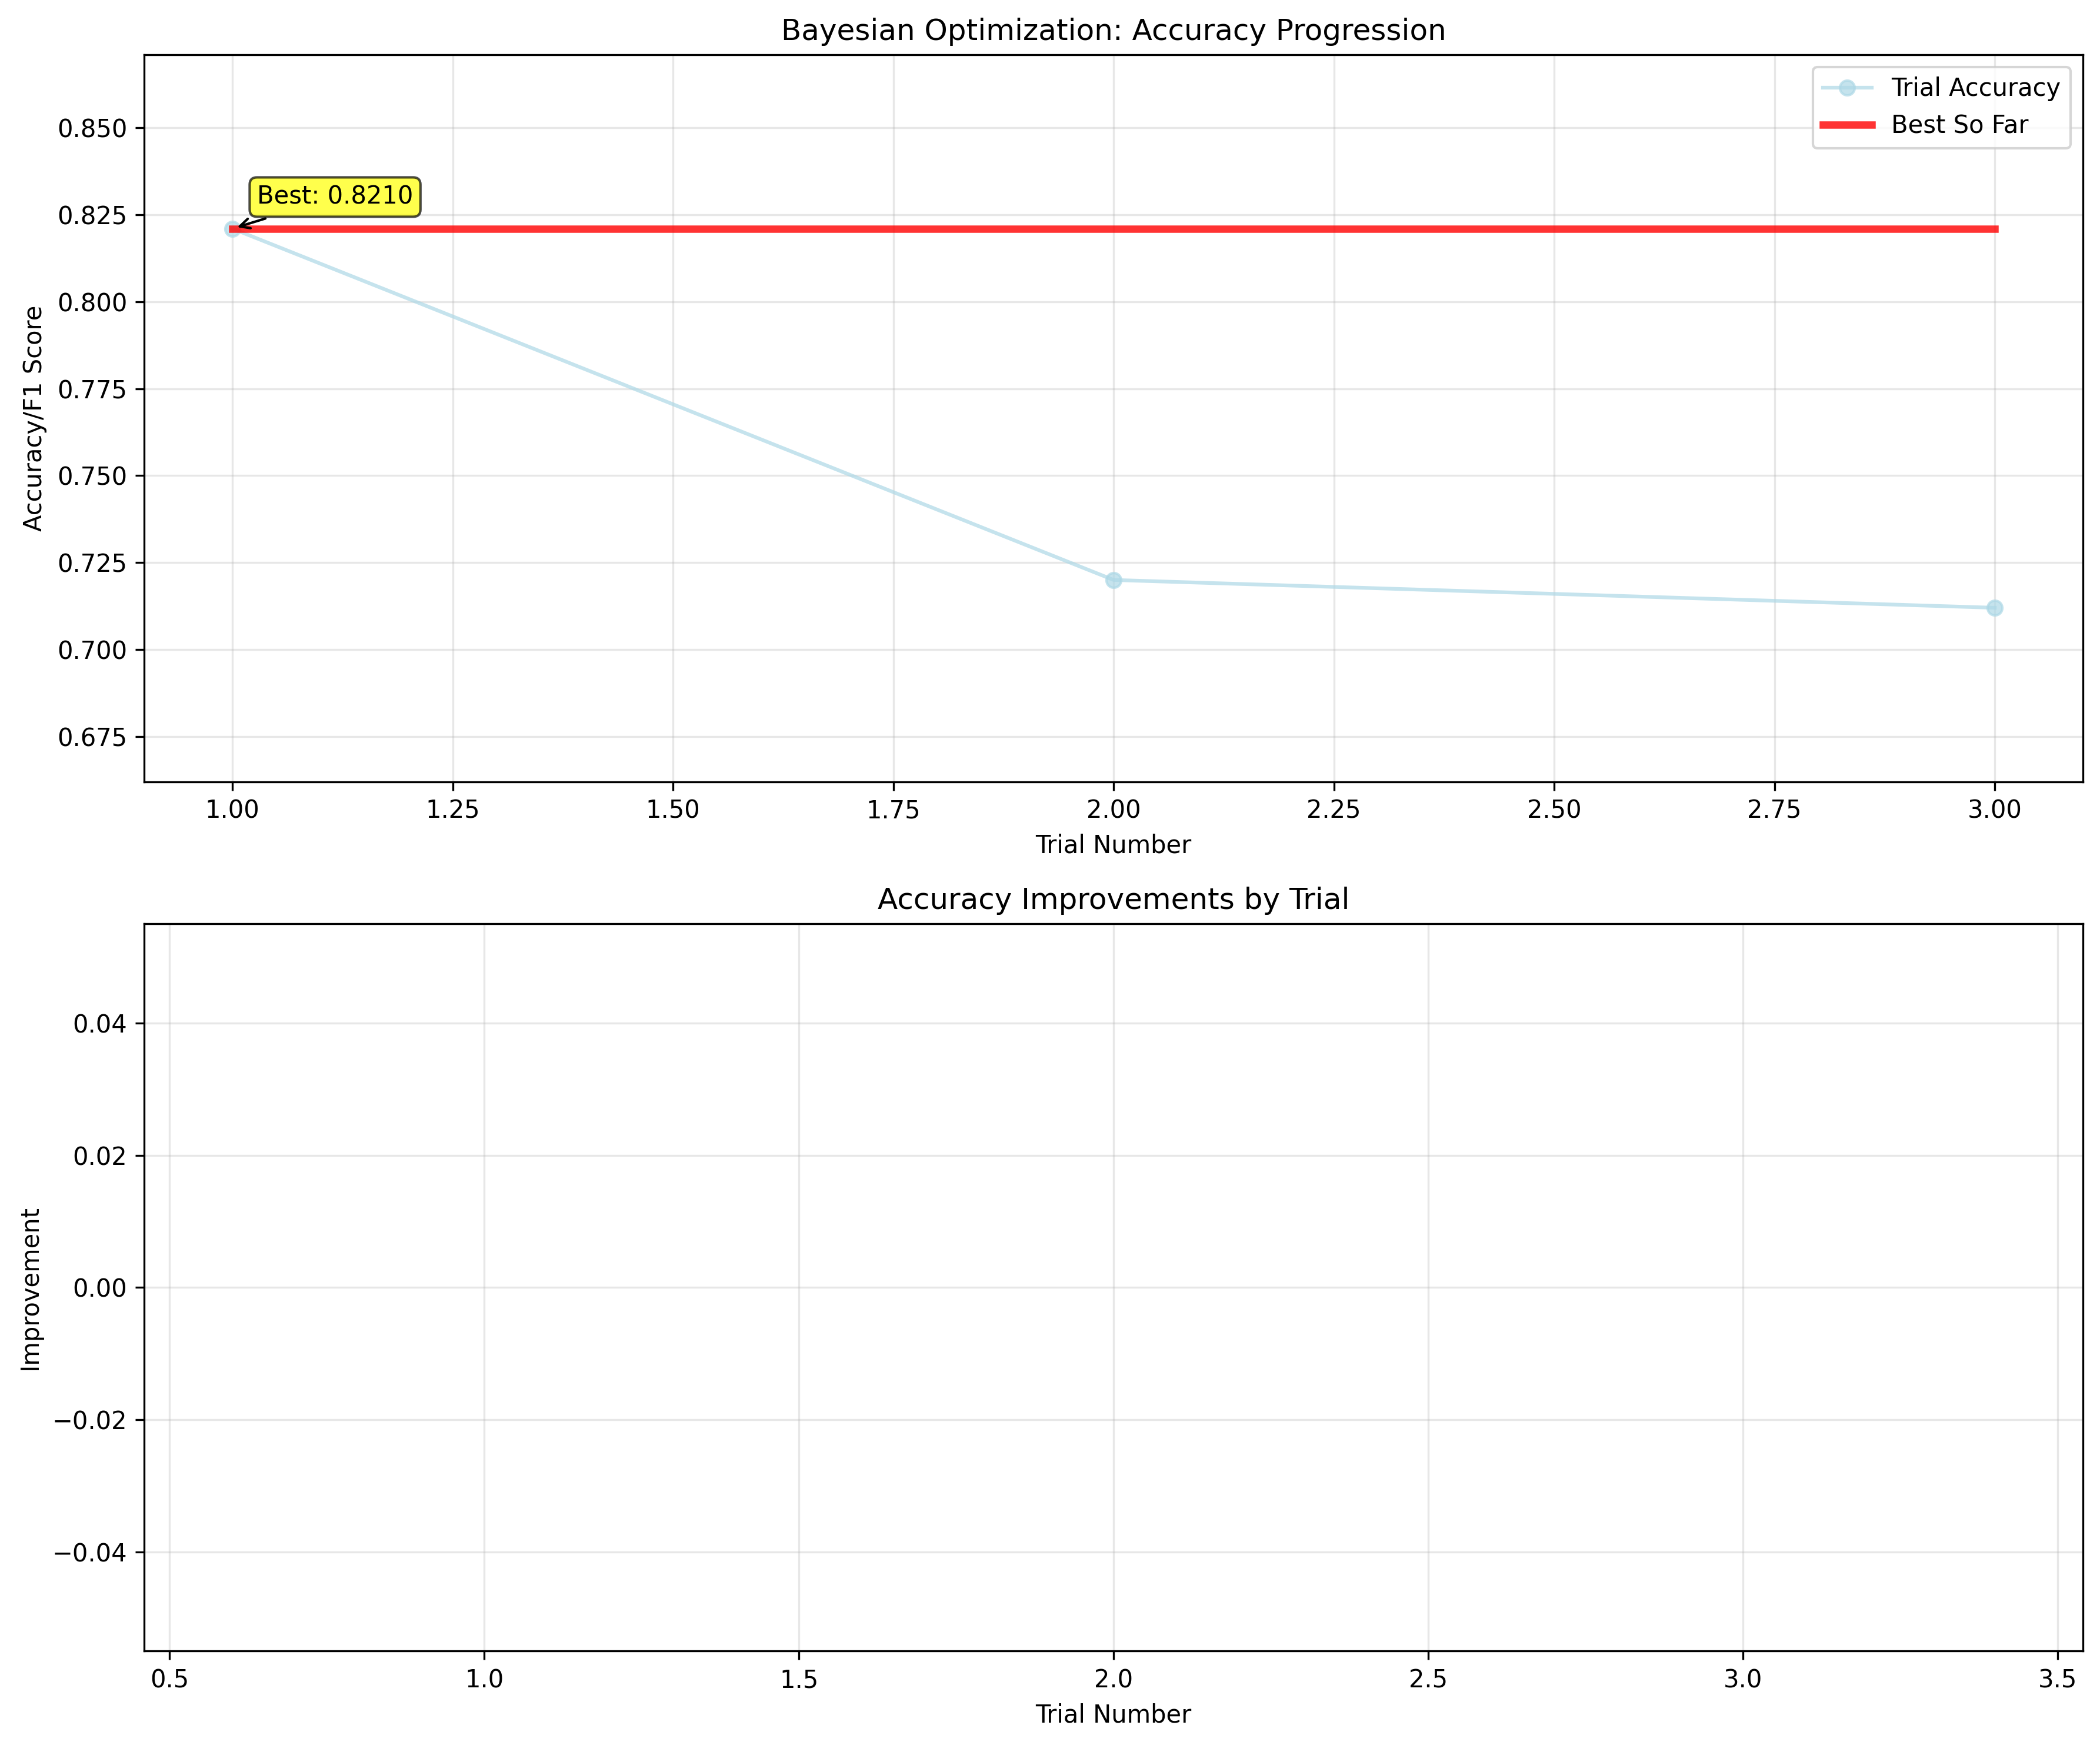 Bayesian Optimization: Accuracy Progression
Trial Accuracy
Best So Far
Best: 0.8210
Accuracy/F1 Score
0.850
0.825
0.800
0.775
0.750
0.725
0.700
0.675
1.00 1.25 1.50 1.75 2.00 2.25 2.50 2.75 3.00
Trial Number
Accuracy Improvements by Trial
Improvement
0.04
0.02
0.00
−0.02
−0.04
0.5 1.0 1.5 2.0 2.5 3.0 3.5
Trial Number